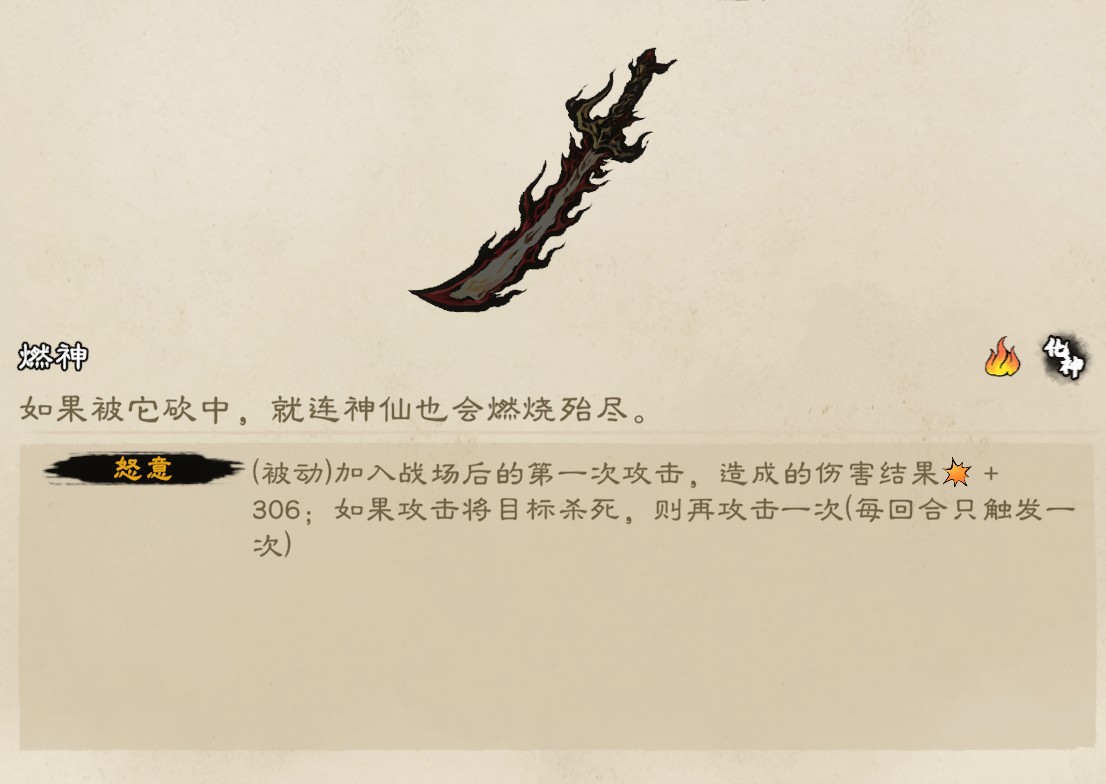 燃神
化神
如果被它砍中，就连神仙也会燃烧殆尽。
怒意
(被动)加入战场后的第一次攻击，造成的伤害结果 +
306；如果攻击将目标杀死，则再攻击一次(每回合只触发一
次)